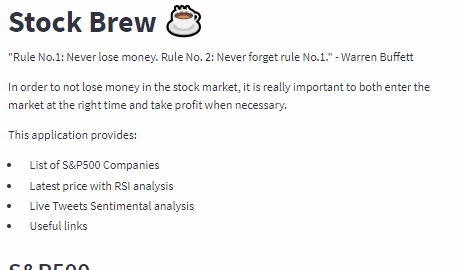 Stock Brew
"Rule No.1: Never lose money. Rule No. 2: Never forget rule No.1." - Warren Buffett
In order to not lose money in the stock market, it is really important to both enter the
market at the right time and take profit when necessary.
This application provides:
• List of S&P500 Companies
• Latest price with RSI analysis
• Live Tweets Sentimental analysis
• Useful links
S&P500